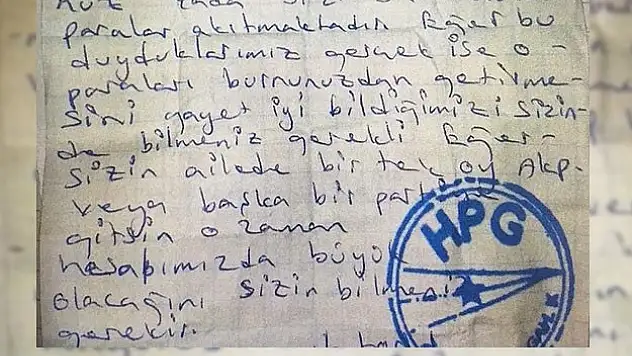 paralar akıtmaktadın Eğer bu
duyduklarımız gerçek ise o -
paraları burnunuzdan getirme-
sini gayet iyi bildiğimizi sizin-
de bilmeniz gerekli Eğer-
sizin ailede bir tek oy AKP-
veya başka bir partiye
gitsin o zaman
hesabımızda büyük
olacağını sizin bilmeniz
gerekir.
HPG